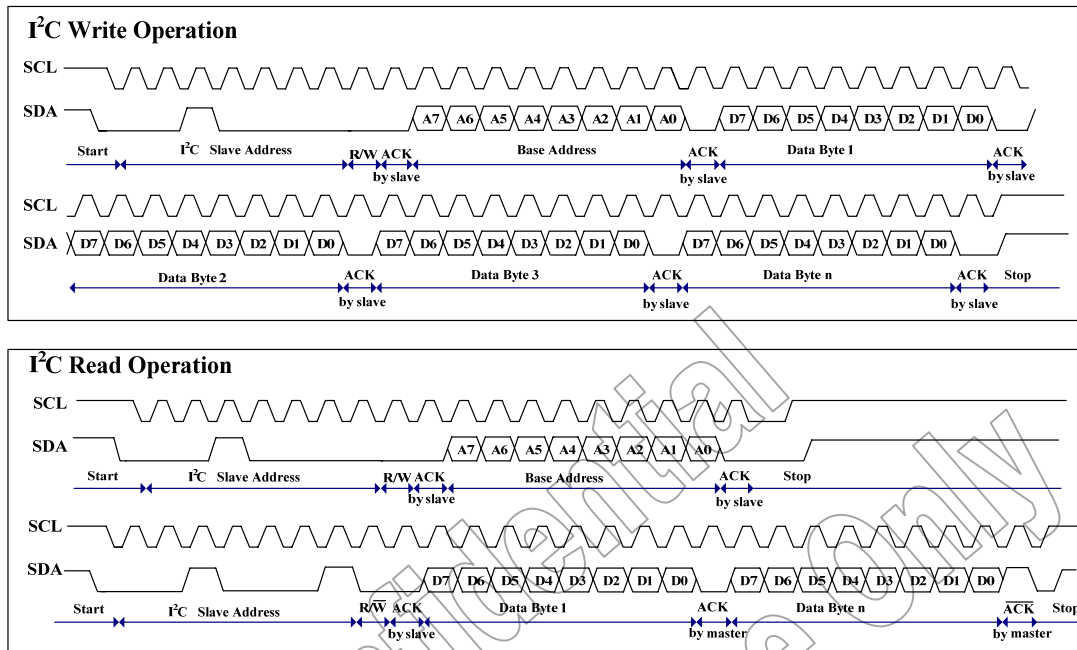 I²C Write Operation
SCL
SDA
A7 A6 A5 A4 A3 A2 A1 A0 D7 D6 D5 D4 D3 D2 D1 D0
Start I²C Slave Address R/W ACK by slave Base Address ACK by slave Data Byte 1 ACK by slave
SCL
SDA
D7 D6 D5 D4 D3 D2 D1 D0 D7 D6 D5 D4 D3 D2 D1 D0 D7 D6 D5 D4 D3 D2 D1 D0
Data Byte 2 ACK by slave Data Byte 3 ACK by slave Data Byte n ACK by slave Stop
I²C Read Operation
SCL
SDA
A7 A6 A5 A4 A3 A2 A1 A0
Start I²C Slave Address R/W ACK by slave Base Address ACK by slave Stop
SCL
SDA
D7 D6 D5 D4 D3 D2 D1 D0 D7 D6 D5 D4 D3 D2 D1 D0
Start I²C Slave Address R/W̅ ACK by slave Data Byte 1 ACK by master Data Byte n A̅C̅K̅ by master Stop
Only